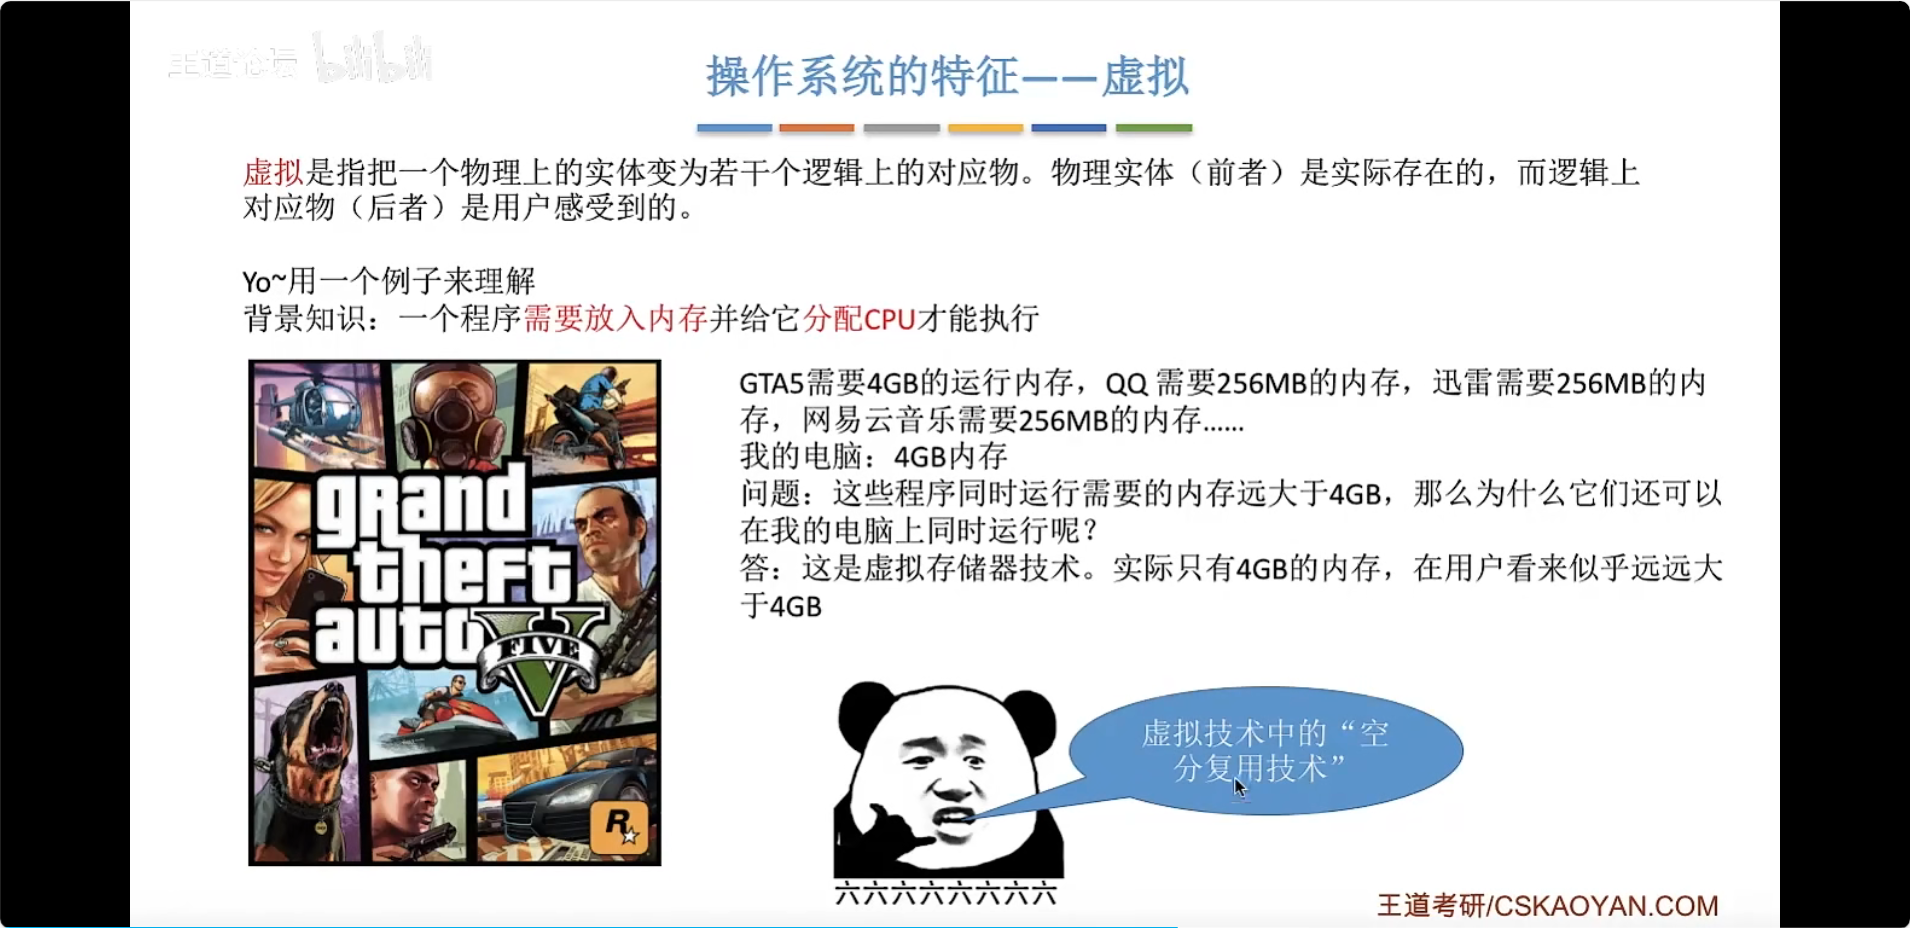 王道论坛 bilibili
操作系统的特征——虚拟
虚拟是指把一个物理上的实体变为若干个逻辑上的对应物。物理实体（前者）是实际存在的，而逻辑上
对应物（后者）是用户感受到的。
Yo~用一个例子来理解
背景知识：一个程序需要放入内存并给它分配CPU才能执行
GTA5需要4GB的运行内存，QQ 需要256MB的内存，迅雷需要256MB的内
存，网易云音乐需要256MB的内存……
我的电脑：4GB内存
问题：这些程序同时运行需要的内存远大于4GB，那么为什么它们还可以
在我的电脑上同时运行呢？
答：这是虚拟存储器技术。实际只有4GB的内存，在用户看来似乎远远大
于4GB
grand
theft
auto V
FIVE
R
虚拟技术中的“空
分复用技术”
六六六六六六六六
王道考研/CSKAOYAN.COM